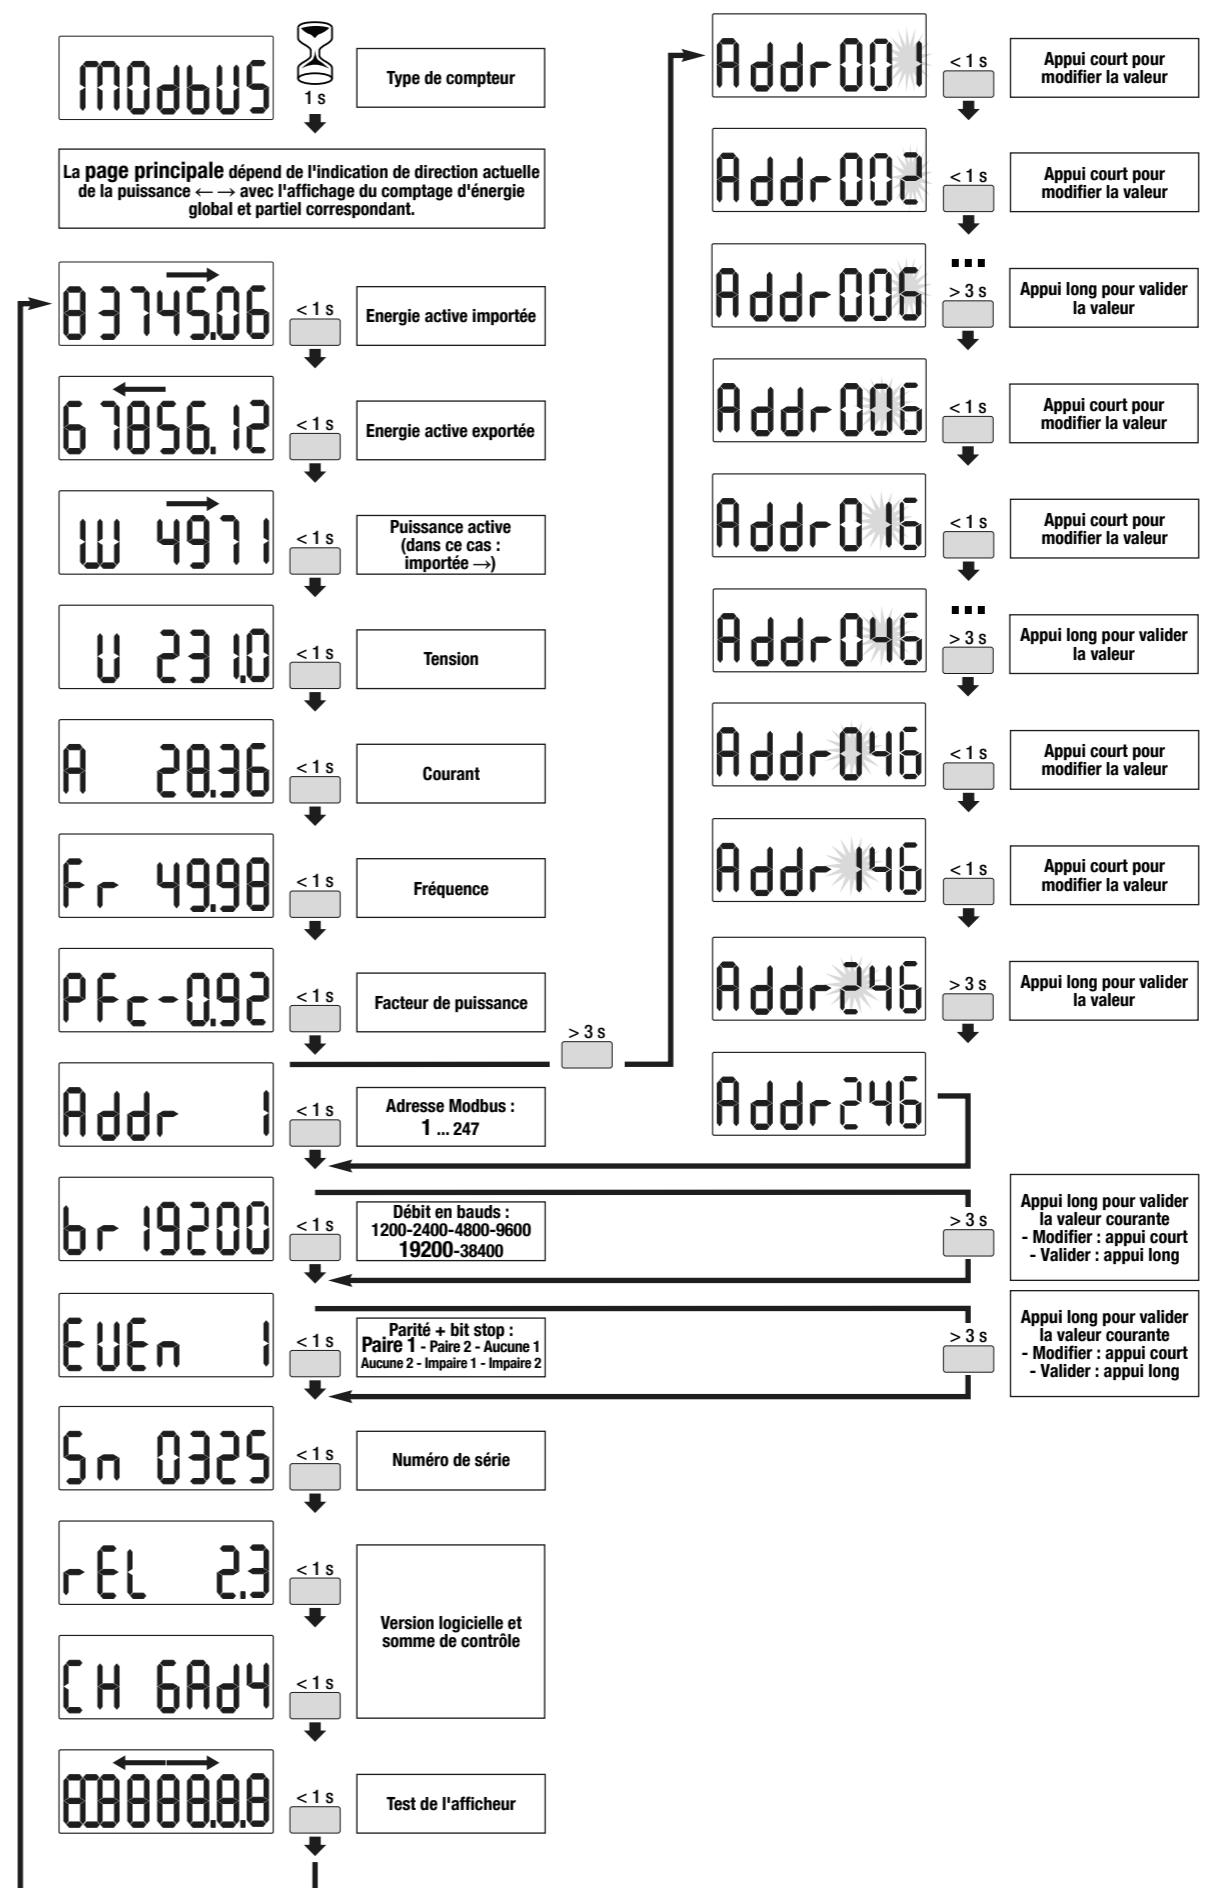 M0dbUS
1 s
Type de compteur
La page principale dépend de l'indication de direction actuelle
de la puissance ←→ avec l'affichage du comptage d'énergie
global et partiel correspondant.
83745.06
< 1 s
Energie active importée
67856.12
< 1 s
Energie active exportée
W 4971
< 1 s
Puissance active
(dans ce cas :
importée →)
U 231.0
< 1 s
Tension
A 28.36
< 1 s
Courant
Fr 49.98
< 1 s
Fréquence
PFc-0.92
< 1 s
Facteur de puissance
> 3 s
Addr 1
< 1 s
Adresse Modbus :
1 ... 247
br 19200
< 1 s
Débit en bauds :
1200-2400-4800-9600
19200-38400
> 3 s
Appui long pour valider
la valeur courante
- Modifier : appui court
- Valider : appui long
EUEn 1
< 1 s
Parité + bit stop :
Paire 1 - Paire 2 - Aucune 1
Aucune 2 - Impaire 1 - Impaire 2
> 3 s
Appui long pour valider
la valeur courante
- Modifier : appui court
- Valider : appui long
Sn 0325
< 1 s
Numéro de série
rEL 2.3
< 1 s
Version logicielle et
somme de contrôle
CH 6Ad4
< 1 s
88888.8.8
< 1 s
Test de l'afficheur
Addr001
< 1 s
Appui court pour
modifier la valeur
Addr002
< 1 s
Appui court pour
modifier la valeur
Addr006
...
> 3 s
Appui long pour valider
la valeur
Addr006
< 1 s
Appui court pour
modifier la valeur
Addr016
< 1 s
Appui court pour
modifier la valeur
Addr046
...
> 3 s
Appui long pour valider
la valeur
Addr046
< 1 s
Appui court pour
modifier la valeur
Addr146
< 1 s
Appui court pour
modifier la valeur
Addr246
> 3 s
Appui long pour valider
la valeur
Addr246